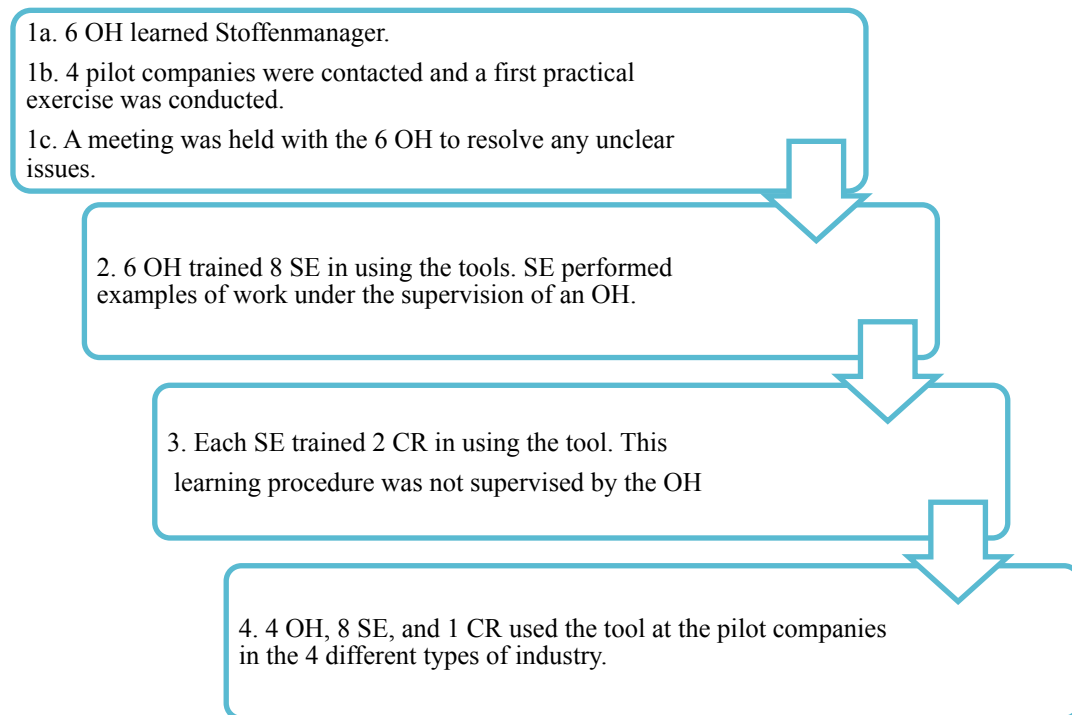 1a. 6 OH learned Stoffenmanager.
1b. 4 pilot companies were contacted and a first practical
exercise was conducted.
1c. A meeting was held with the 6 OH to resolve any unclear
issues.
2. 6 OH trained 8 SE in using the tools. SE performed
examples of work under the supervision of an OH.
3. Each SE trained 2 CR in using the tool. This
learning procedure was not supervised by the OH
4. 4 OH, 8 SE, and 1 CR used the tool at the pilot companies
in the 4 different types of industry.